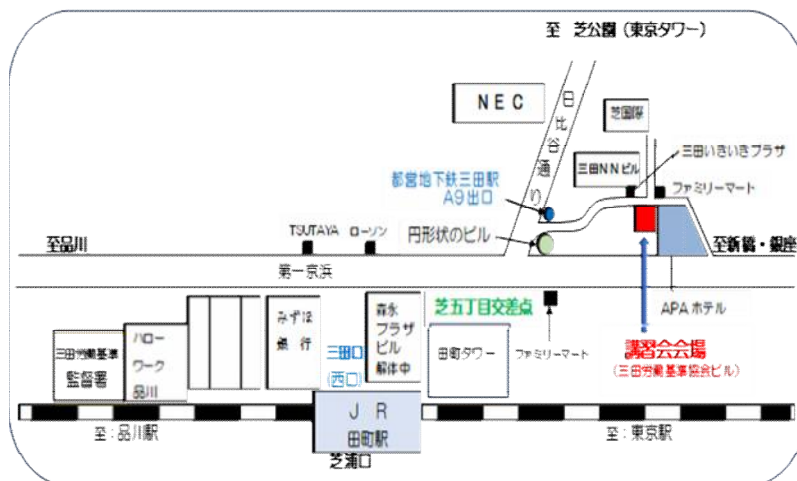 至 芝公園（東京タワー）
NEC
日比谷通り
芝国際
三田いきいきプラザ
三田NNビル
ファミリーマート
都営地下鉄三田駅
A9出口
円形状のビル
TSUTAYA ローソン
至品川
至新橋・銀座
第一京浜
みずほ
銀行
森永
プラザ
ビル
解体中
芝五丁目交差点
APAホテル
三田労働基準
監督署
ハロー
ワーク
品川
三田口
(西口)
田町タワー
ファミリーマート
講習会会場
(三田労働基準協会ビル)
JR
田町駅
至：品川駅
至：東京駅
芝浦口